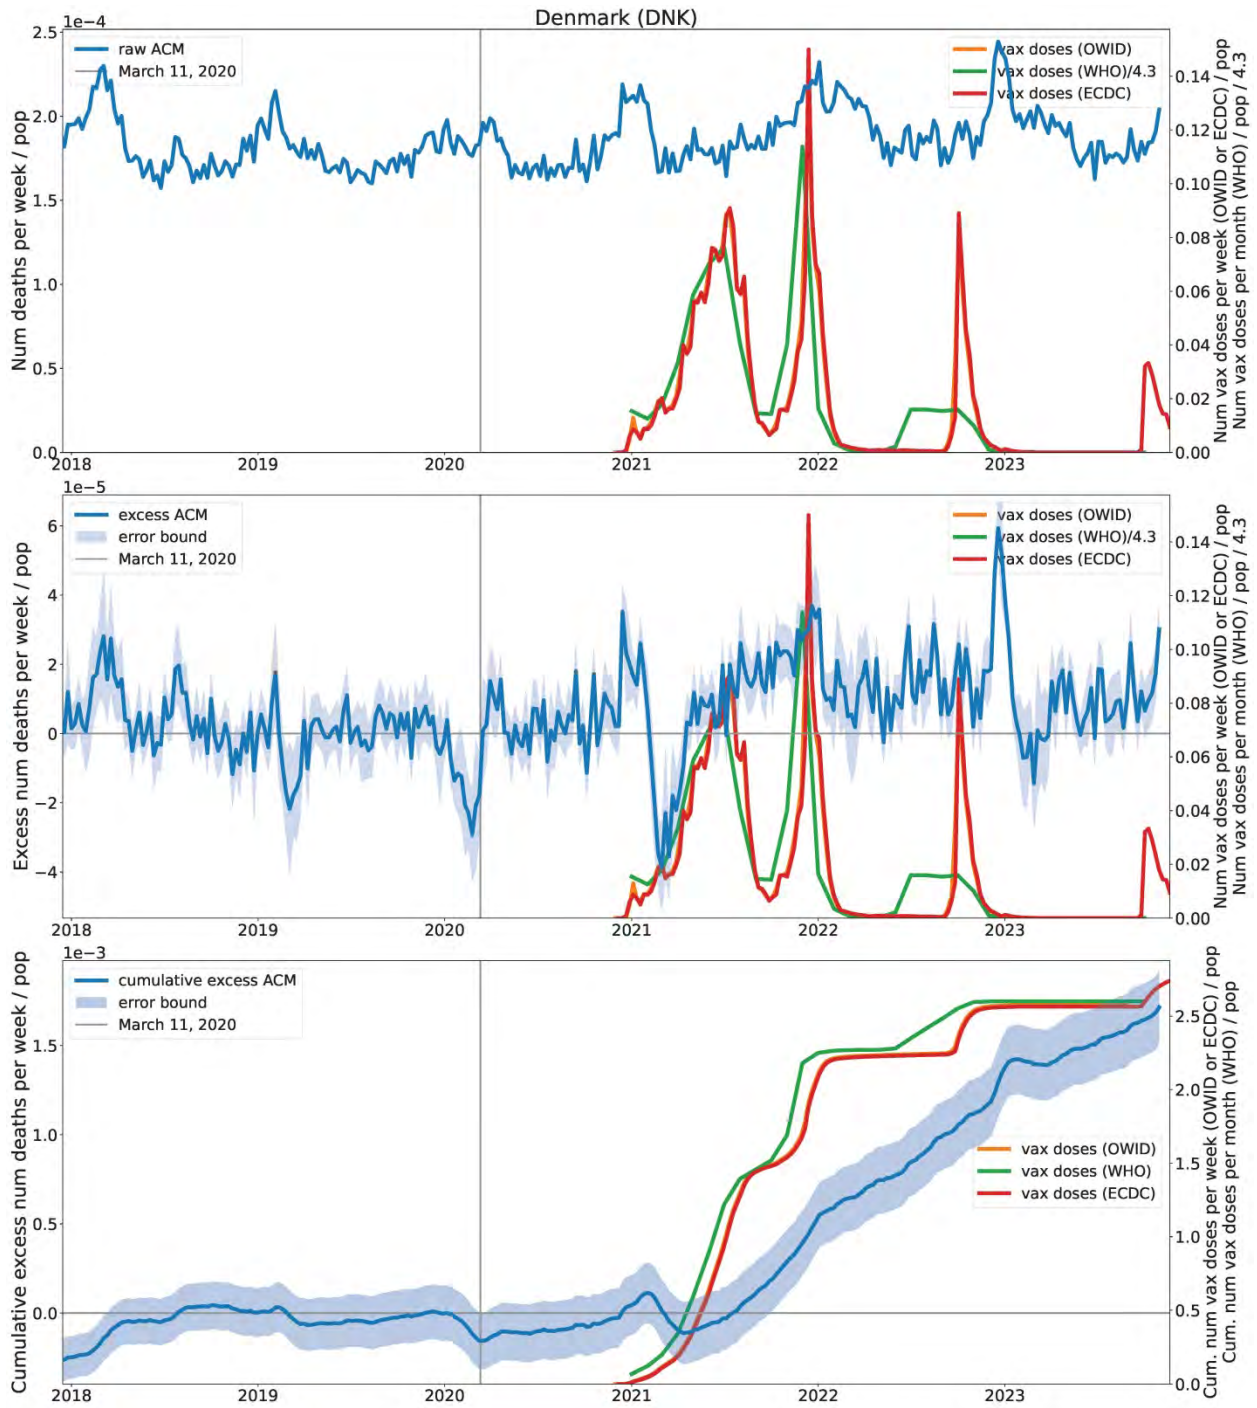 Denmark (DNK)
1e−4
raw ACM
March 11, 2020
vax doses (OWID)
vax doses (WHO)/4.3
vax doses (ECDC)
Num deaths per week / pop
2.5
2.0
1.5
1.0
0.5
0.0
0.14
0.12
0.10
0.08
0.06
0.04
0.02
0.00
Num vax doses per week (OWID or ECDC) / pop
Num vax doses per month (WHO) / pop / 4.3
2018 2019 2020 2021 2022 2023
1e−5
excess ACM
error bound
March 11, 2020
vax doses (OWID)
vax doses (WHO)/4.3
vax doses (ECDC)
Excess num deaths per week / pop
6
4
2
0
−2
−4
0.14
0.12
0.10
0.08
0.06
0.04
0.02
0.00
Num vax doses per week (OWID or ECDC) / pop
Num vax doses per month (WHO) / pop / 4.3
2018 2019 2020 2021 2022 2023
1e−3
cumulative excess ACM
error bound
March 11, 2020
Cumulative excess num deaths per week / pop
1.5
1.0
0.5
0.0
2.5
2.0
1.5
1.0
0.5
0.0
vax doses (OWID)
vax doses (WHO)
vax doses (ECDC)
Cum. num vax doses per week (OWID or ECDC) / pop
Cum. num vax doses per month (WHO) / pop
2018 2019 2020 2021 2022 2023